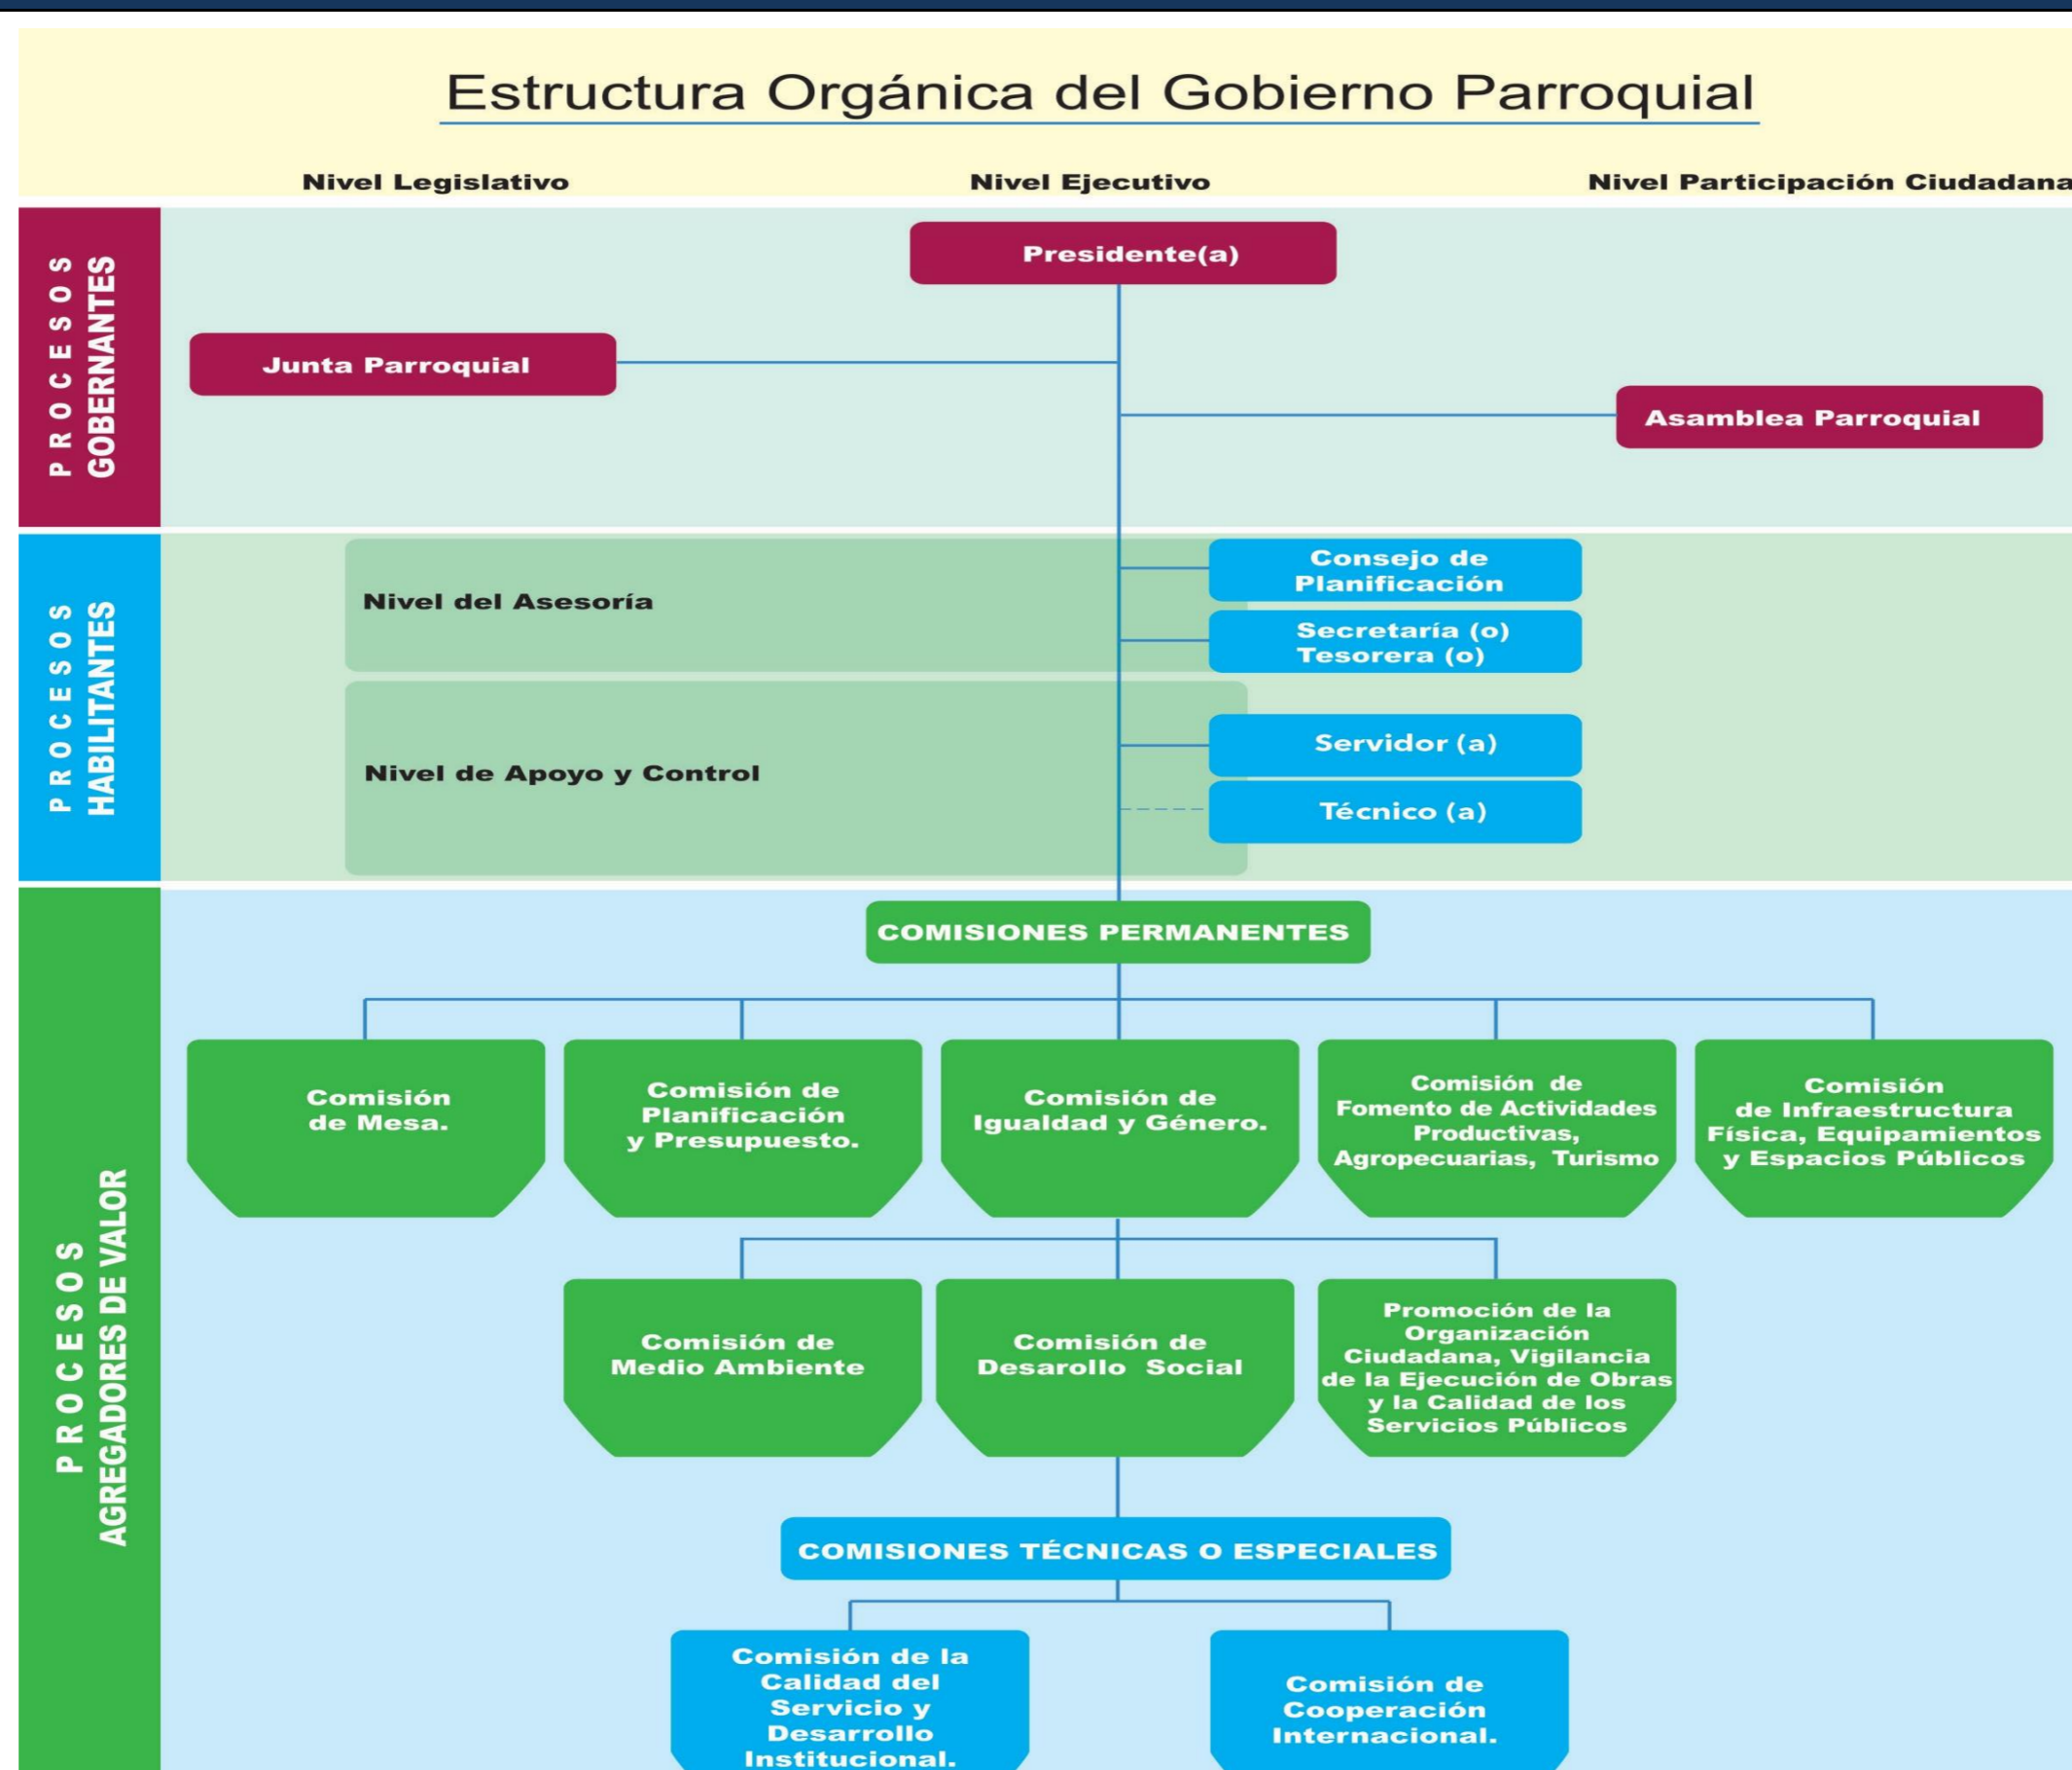 Estructura Orgánica del Gobierno Parroquial
Nivel Legislativo
Nivel Ejecutivo
Nivel Participación Ciudadana
PROCESOS
GOBERNANTES
Presidente(a)
Junta Parroquial
Asamblea Parroquial
PROCESOS
HABILITANTES
Nivel del Asesoría
Consejo de
Planificación
Secretaría (o)
Tesorera (o)
Nivel de Apoyo y Control
Servidor (a)
Técnico (a)
PROCESOS
AGREGADORES DE VALOR
COMISIONES PERMANENTES
Comisión
de Mesa.
Comisión de
Planificación
y Presupuesto.
Comisión de
Igualdad y Género.
Comisión de
Fomento de Actividades
Productivas,
Agropecuarias, Turismo
Comisión
de Infraestructura
Física, Equipamientos
y Espacios Públicos
Comisión de
Medio Ambiente
Comisión de
Desarollo Social
Promoción de la
Organización
Ciudadana, Vigilancia
de la Ejecución de Obras
y la Calidad de los
Servicios Públicos
COMISIONES TÉCNICAS O ESPECIALES
Comisión de la
Calidad del
Servicio y
Desarrollo
Institucional.
Comisión de
Cooperación
Internacional.